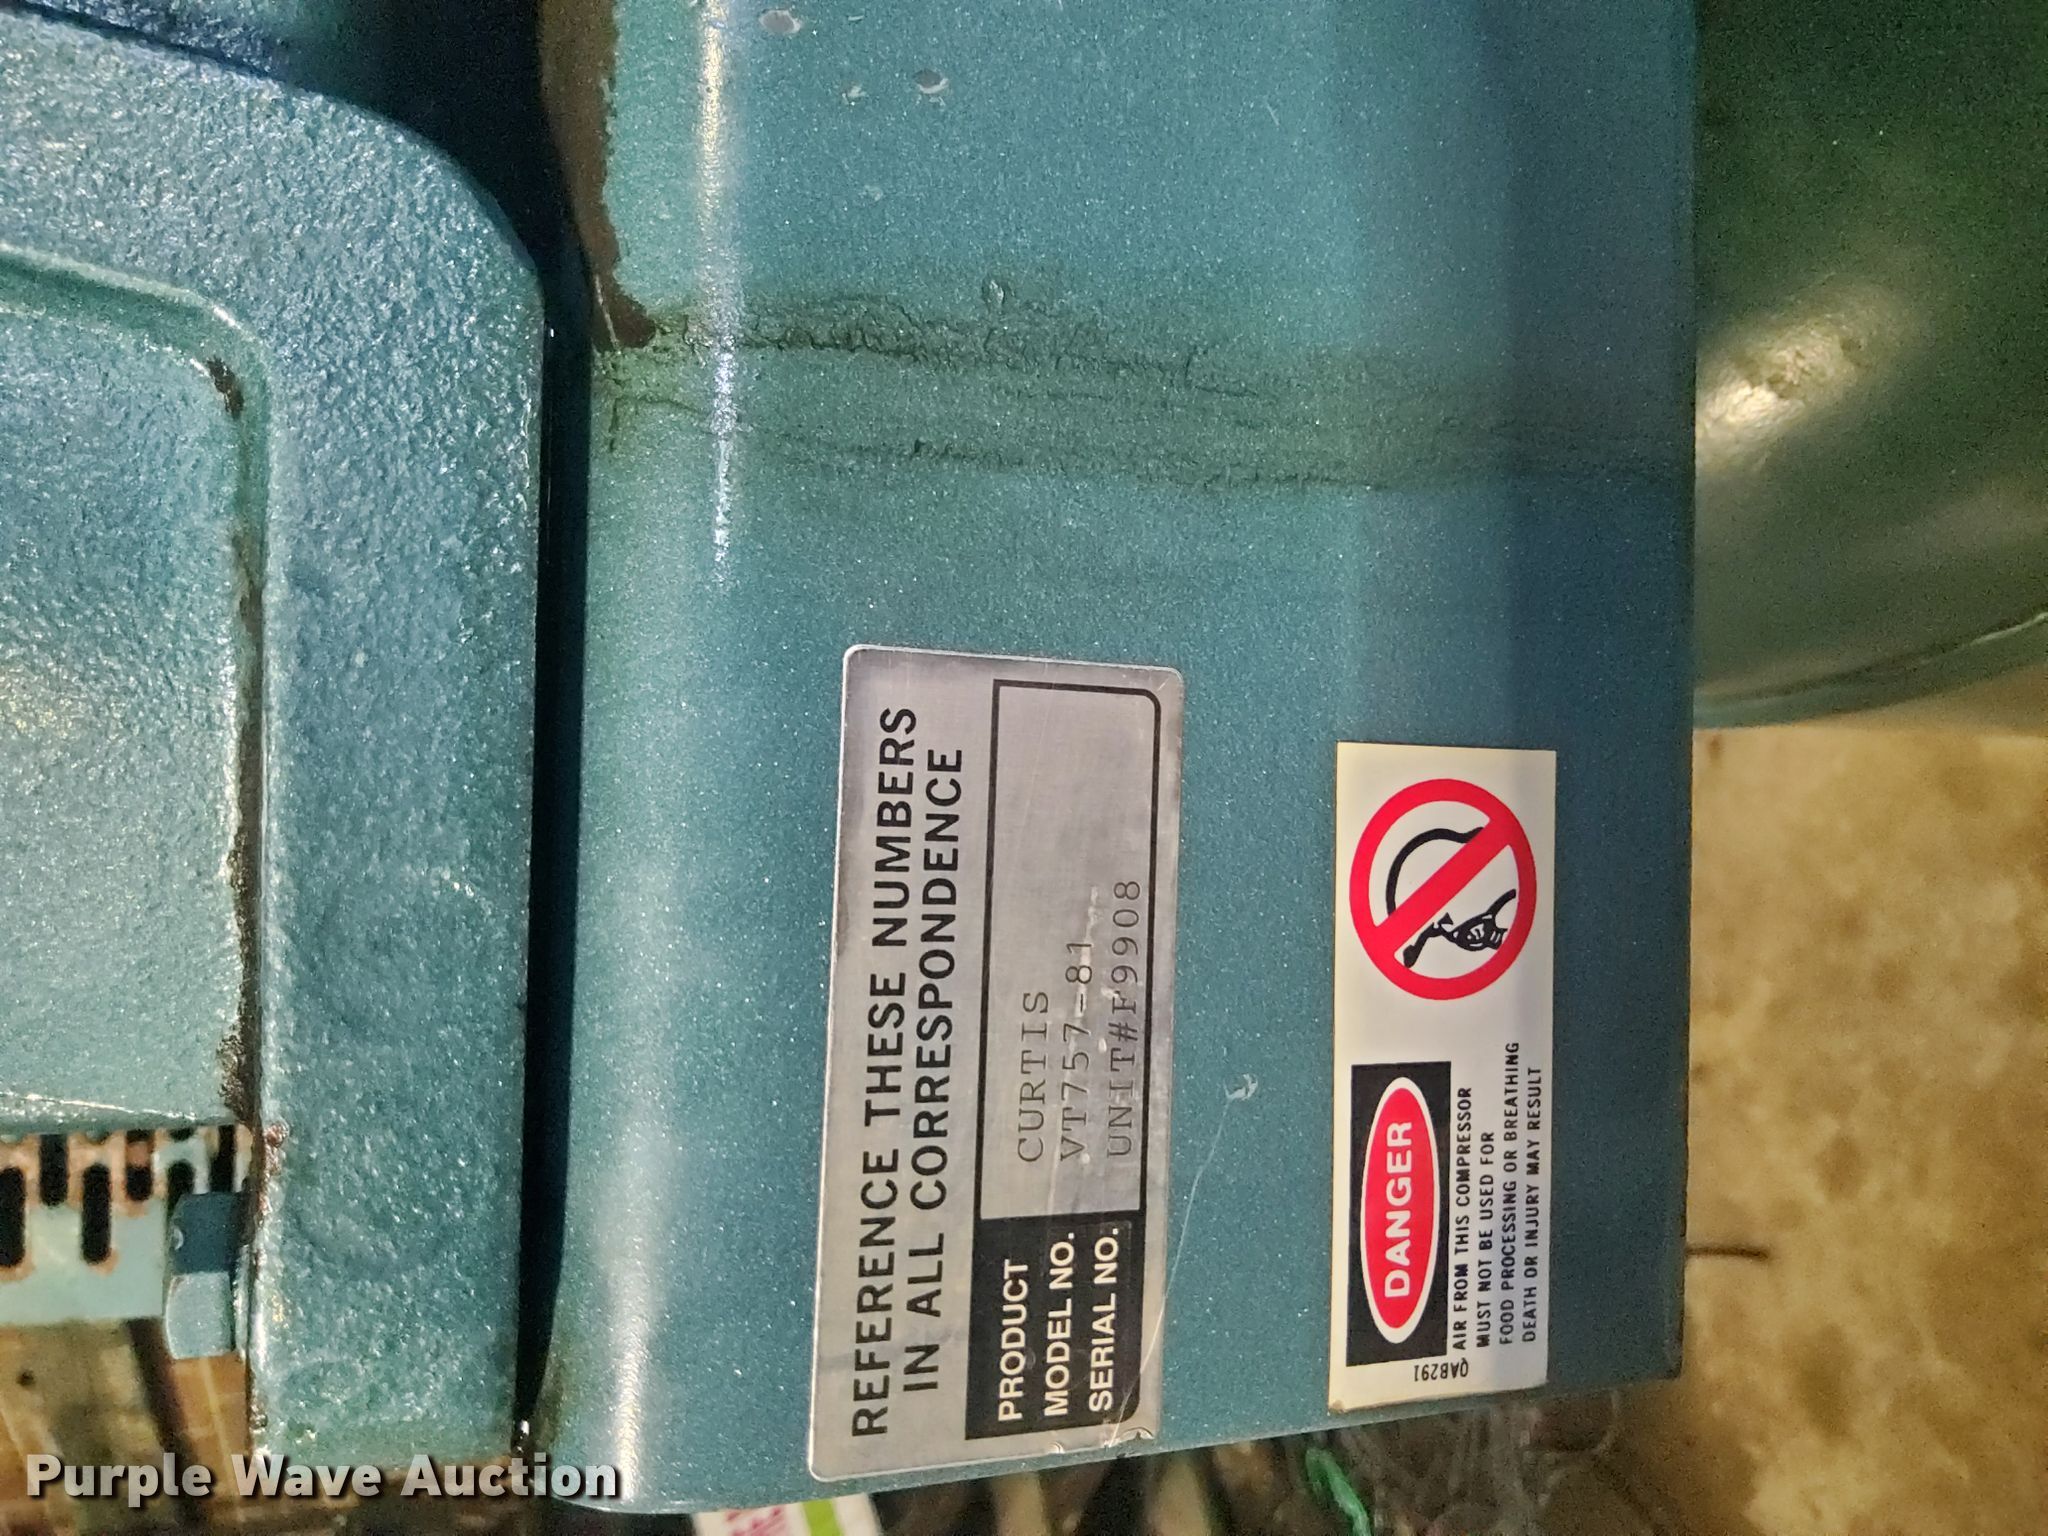 REFERENCE THESE NUMBERS
IN ALL CORRESPONDENCE
PRODUCT CURTIS
MODEL NO. VT757-81
SERIAL NO. UNIT#F9908
DANGER
AIR FROM THIS COMPRESSOR
MUST NOT BE USED FOR
FOOD PROCESSING OR BREATHING
DEATH OR INJURY MAY RESULT
QAB291
Purple Wave Auction